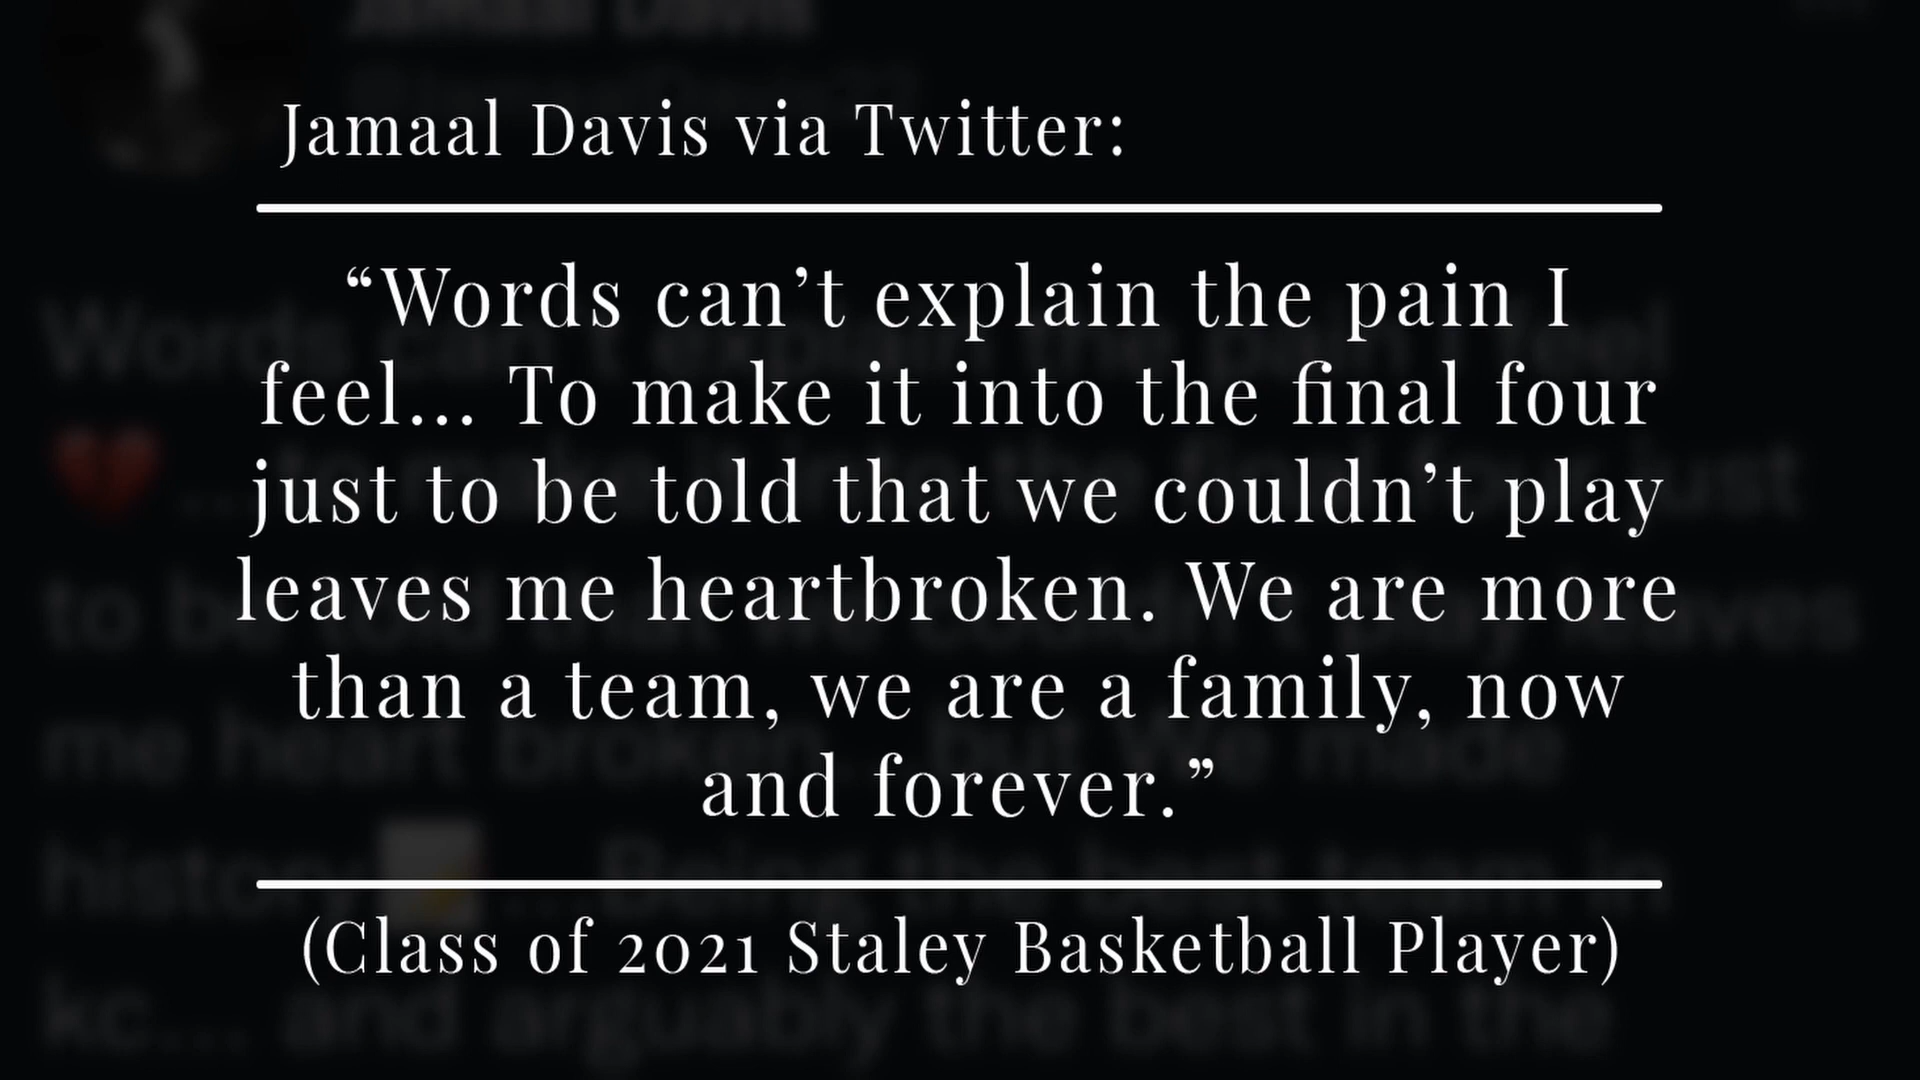 Jamaal Davis via Twitter:
“Words can’t explain the pain I
feel... To make it into the final four
just to be told that we couldn’t play
leaves me heartbroken. We are more
than a team, we are a family, now
and forever.”
(Class of 2021 Staley Basketball Player)